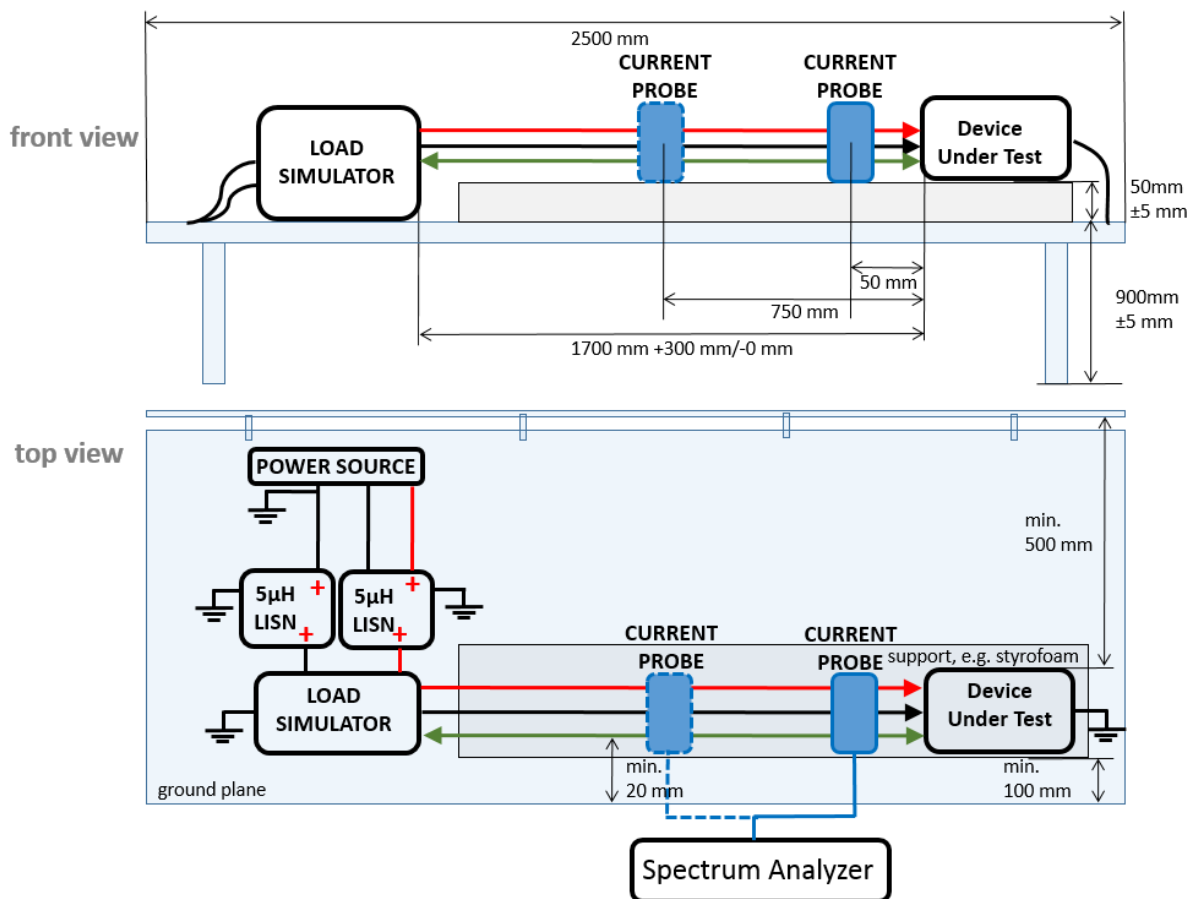 2500 mm
CURRENT
PROBE
CURRENT
PROBE
front view
LOAD
SIMULATOR
Device
Under Test
50mm
±5 mm
50 mm
750 mm
900mm
±5 mm
1700 mm +300 mm/-0 mm
top view
POWER SOURCE
min.
500 mm
5µH
LISN
+
+
5µH
LISN
+
+
CURRENT
PROBE
CURRENT
PROBE
support, e.g. styrofoam
LOAD
SIMULATOR
Device
Under Test
min.
20 mm
min.
100 mm
ground plane
Spectrum Analyzer